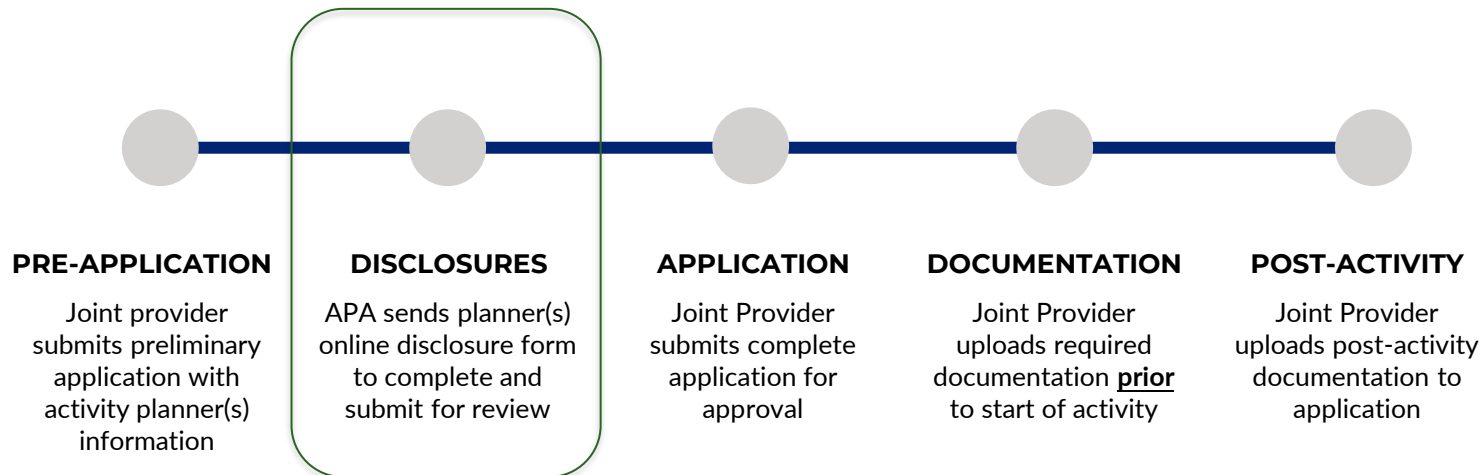 PRE-APPLICATION
Joint provider
submits preliminary
application with
activity planner(s)
information
DISCLOSURES
APA sends planner(s)
online disclosure form
to complete and
submit for review
APPLICATION
Joint Provider
submits complete
application for
approval
DOCUMENTATION
Joint Provider
uploads required
documentation prior
to start of activity
POST-ACTIVITY
Joint Provider
uploads post-activity
documentation to
application